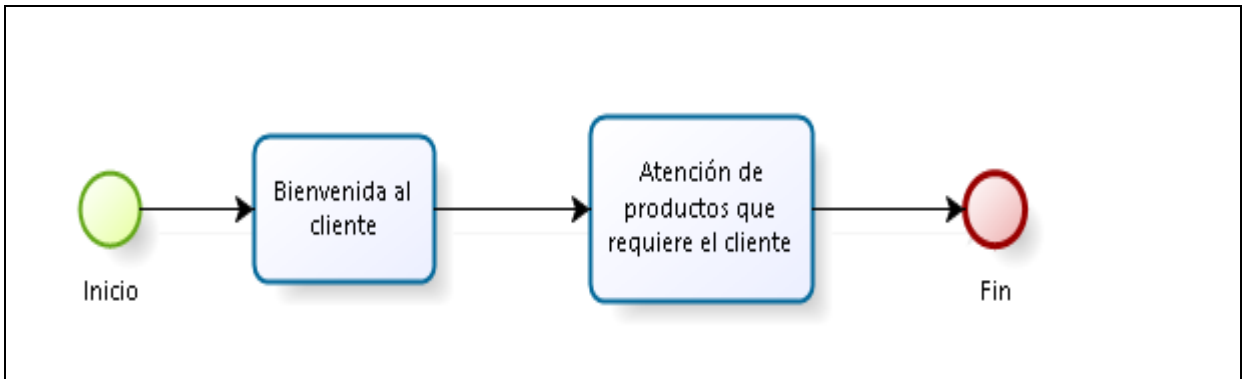 Bienvenida al
cliente
Atención de
productos que
requiere el cliente
Inicio
Fin